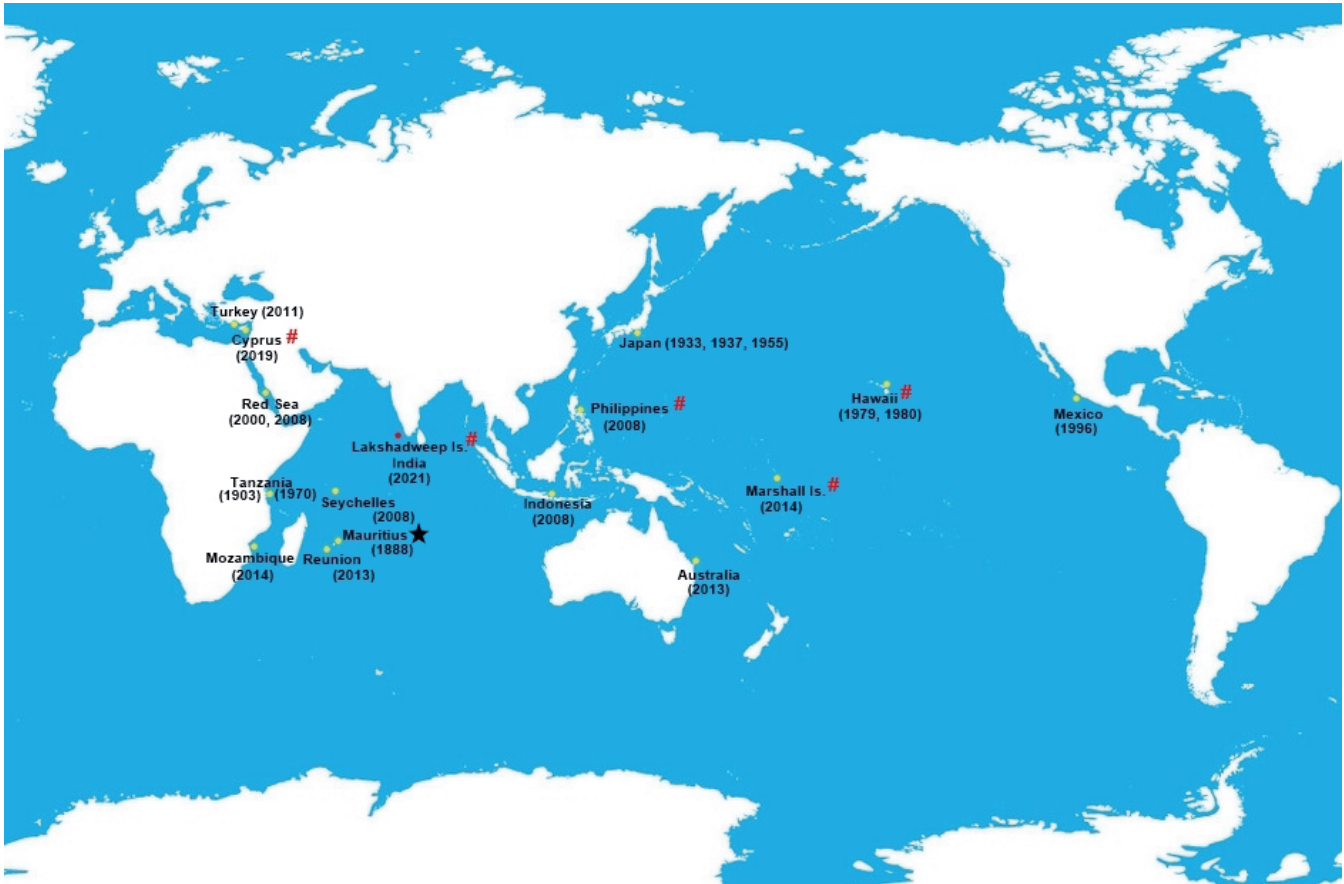 Turkey (2011)
Cyprus #
(2019)
Japan (1933, 1937, 1955)
Red Sea
(2000, 2008)
Philippines #
(2008)
Hawaii #
(1979, 1980)
Mexico
(1996)
Lakshadweep Is. #
India
(2021)
Tanzania
(1903) (1970)
Seychelles
(2008)
Indonesia
(2008)
Marshall Is. #
(2014)
Mauritius ★
(1888)
Mozambique
(2014)
Reunion
(2013)
Australia
(2013)